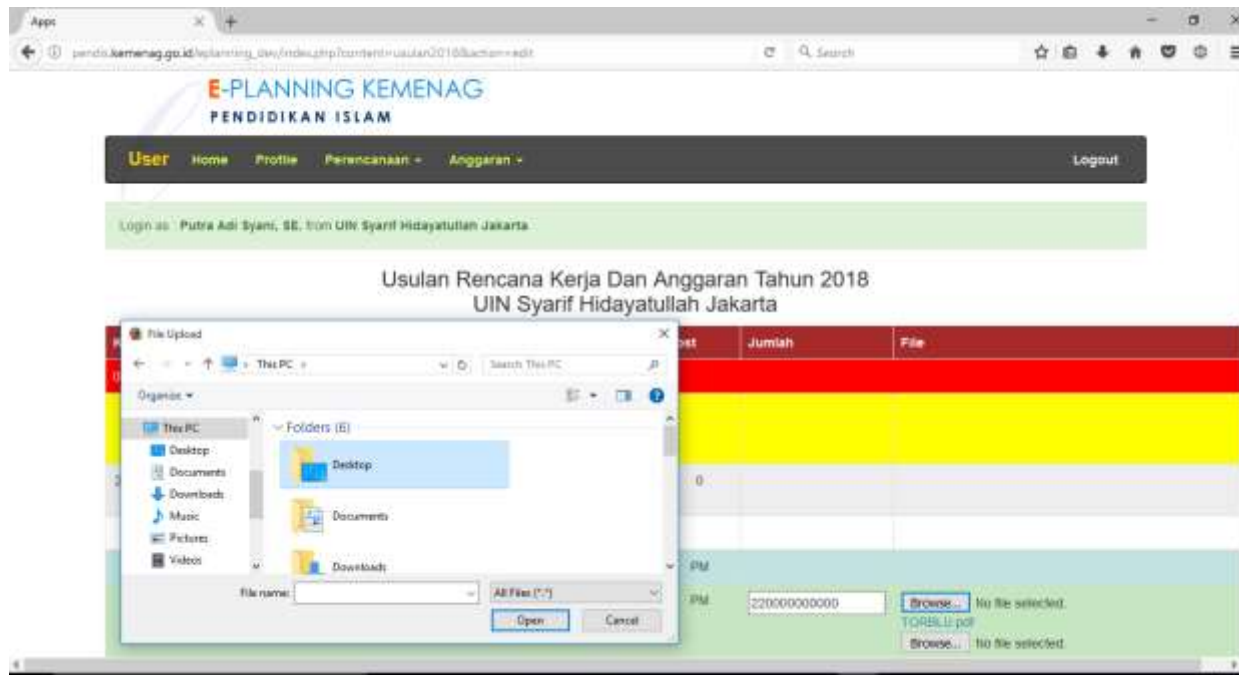 Apps
pendis.kemenag.go.id/eplanning_dev/index.php?content=usulan2016&action=edit
Search
E-PLANNING KEMENAG
PENDIDIKAN ISLAM
User Home Profile Perencanaan Anggaran Logout
Login as : Putra Adi Syani, SE. from UIN Syarif Hidayatullah Jakarta
Usulan Rencana Kerja Dan Anggaran Tahun 2018
UIN Syarif Hidayatullah Jakarta
Jumlah File
File Upload
This PC
Search This PC
Organize
This PC
Desktop
Documents
Downloads
Music
Pictures
Videos
Folders (6)
Desktop
Documents
Downloads
File name:
All Files (*.*)
Open Cancel
0
PM
PM 220000000000 Browse... No file selected.
TORBLU.pdf
Browse... No file selected.